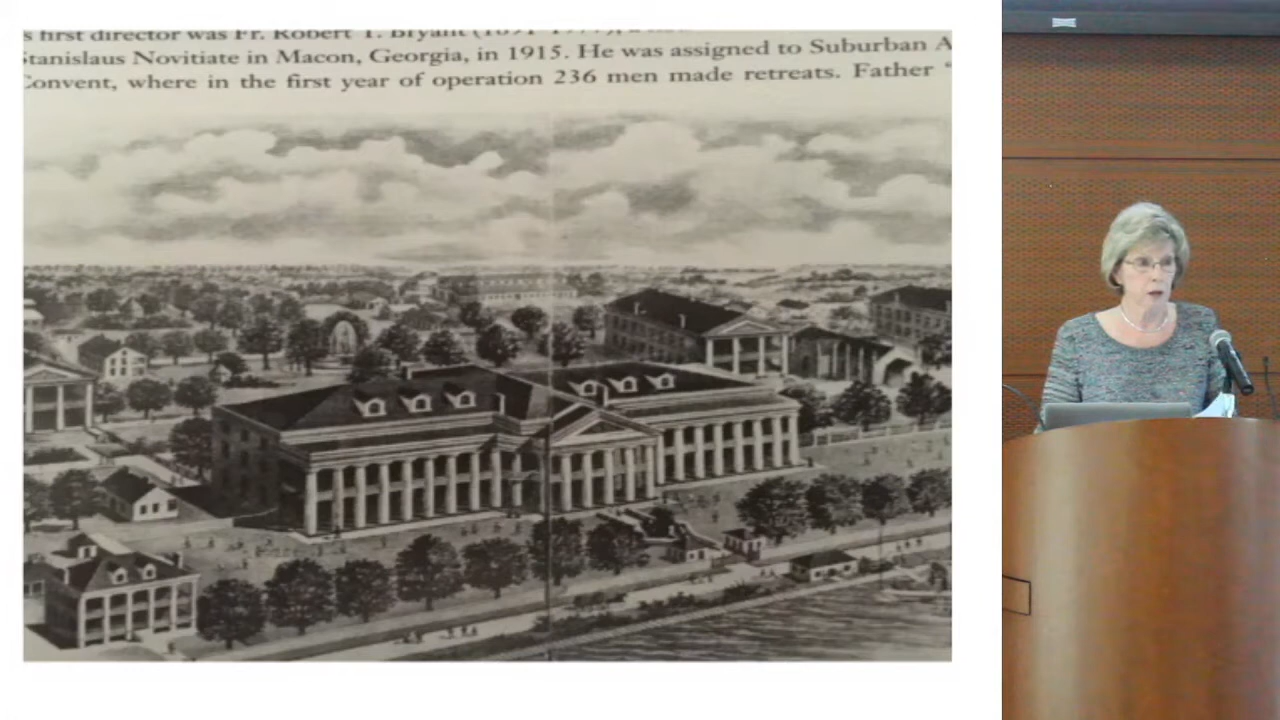 s first director was Fr. Robert
Stanislaus Novitiate in Macon, Georgia, in 1915. He was assigned to Suburban A
Convent, where in the first year of operation 236 men made retreats. Father "